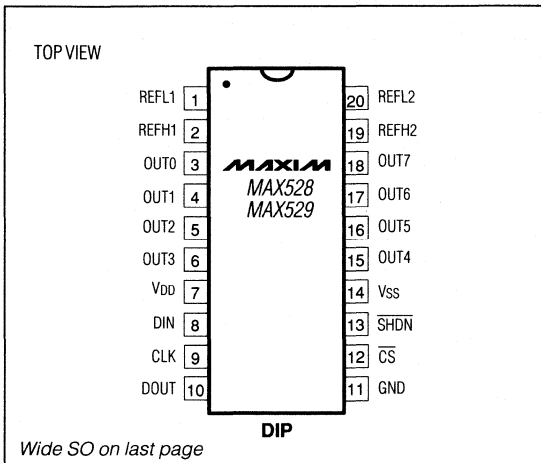 TOP VIEW
REFL1 1 20 REFL2
REFH1 2 19 REFH2
OUT0 3 MAXIM 18 OUT7
OUT1 4 MAX528 17 OUT6
MAX529
OUT2 5 16 OUT5
OUT3 6 15 OUT4
VDD 7 14 VSS
DIN 8 13 SHDN
CLK 9 12 CS
DOUT 10 11 GND
DIP
Wide SO on last page